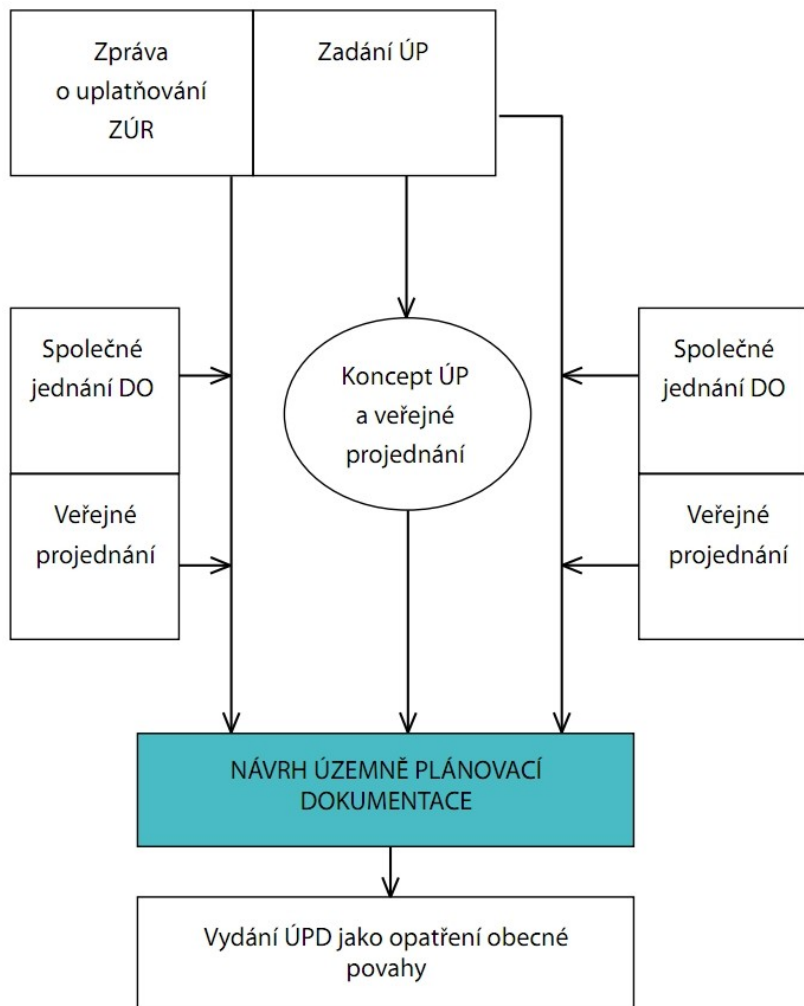 Zpráva
o uplatňování
ZÚR
Zadání ÚP
Společné
jednání DO
Veřejné
projednání
Koncept ÚP
a veřejné
projednání
Společné
jednání DO
Veřejné
projednání
NÁVRH ÚZEMNĚ PLÁNOVACÍ
DOKUMENTACE
Vydání ÚPD jako opatření obecné
povahy